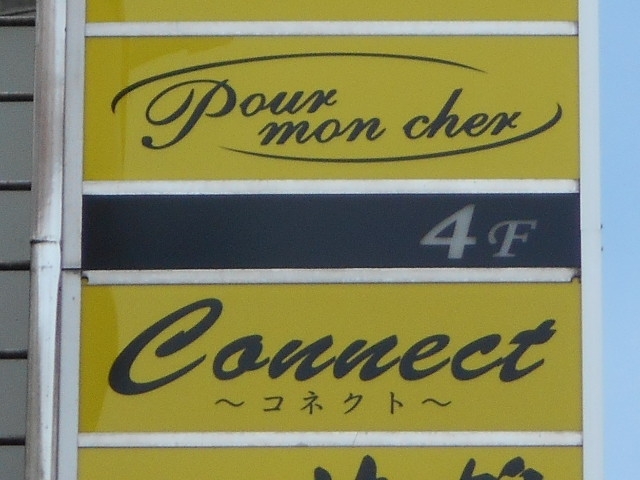 Pour
mon cher
4F
Connect
～コネクト～